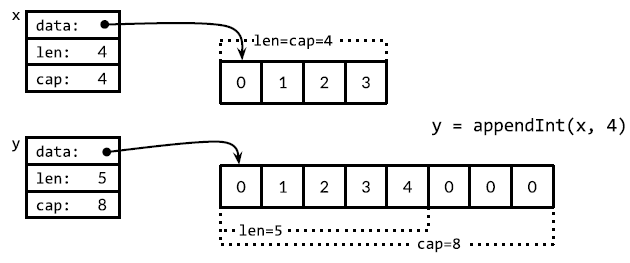 x
data:
len: 4
cap: 4
len=cap=4
0 1 2 3
y = appendInt(x, 4)
y
data:
len: 5
cap: 8
0 1 2 3 4 0 0 0
len=5
cap=8